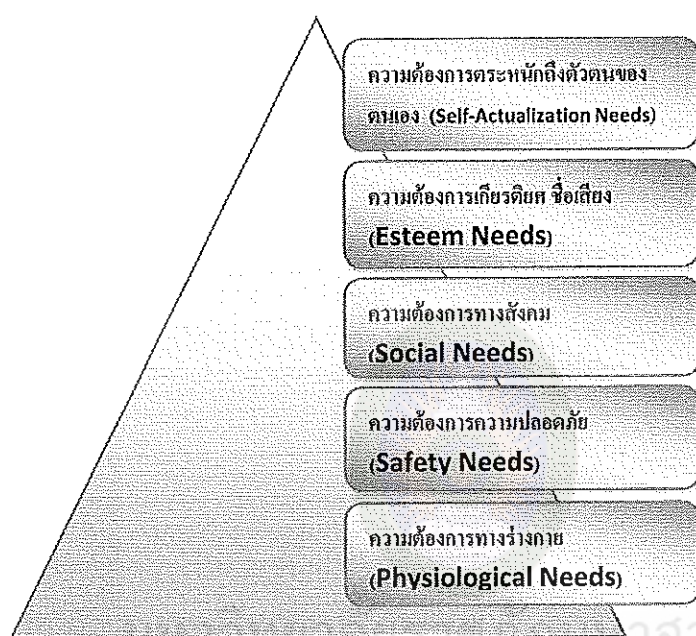 ความต้องการตระหนักถึงตัวตนของ
ตนเอง (Self-Actualization Needs)
ความต้องการเกียรติยศ ชื่อเสียง
(Esteem Needs)
ความต้องการทางสังคม
(Social Needs)
ความต้องการความปลอดภัย
(Safety Needs)
ความต้องการทางร่างกาย
(Physiological Needs)